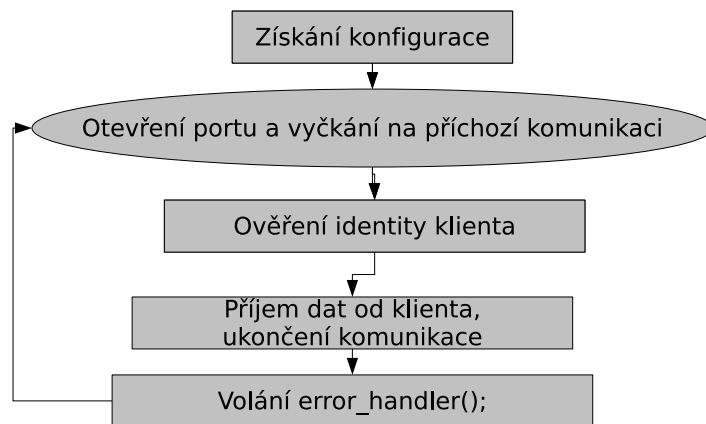 Získání konfigurace
Otevření portu a vyčkání na příchozí komunikaci
Ověření identity klienta
Příjem dat od klienta,
ukončení komunikace
Volání error_handler();